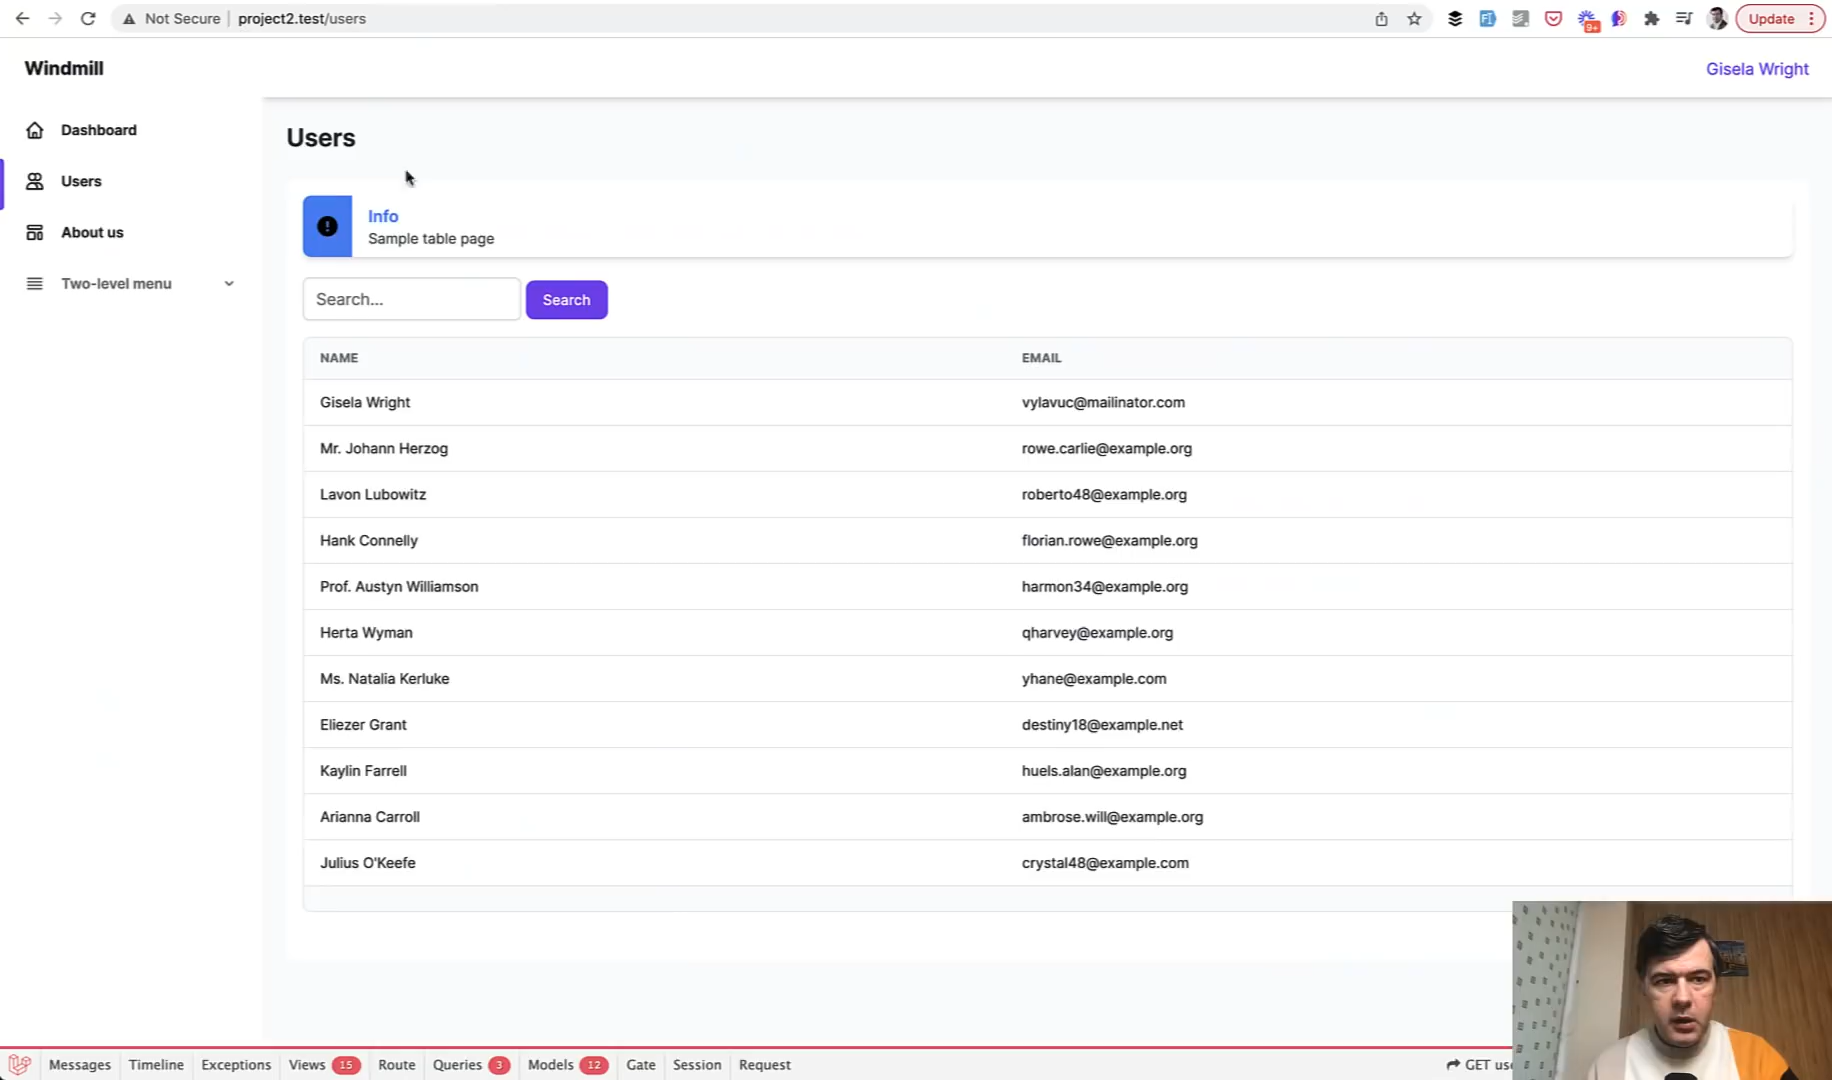 Not Secure project2.test/users
9+
Update
Windmill
Gisela Wright
Dashboard
Users
About us
Two-level menu
Users
Info
Sample table page
Search...
Search
NAME EMAIL
Gisela Wright vylavuc@mailinator.com
Mr. Johann Herzog rowe.carlie@example.org
Lavon Lubowitz roberto48@example.org
Hank Connelly florian.rowe@example.org
Prof. Austyn Williamson harmon34@example.org
Herta Wyman qharvey@example.org
Ms. Natalia Kerluke yhane@example.com
Eliezer Grant destiny18@example.net
Kaylin Farrell huels.alan@example.org
Arianna Carroll ambrose.will@example.org
Julius O'Keefe crystal48@example.com
Messages Timeline Exceptions Views 15 Route Queries 3 Models 12 Gate Session Request GET